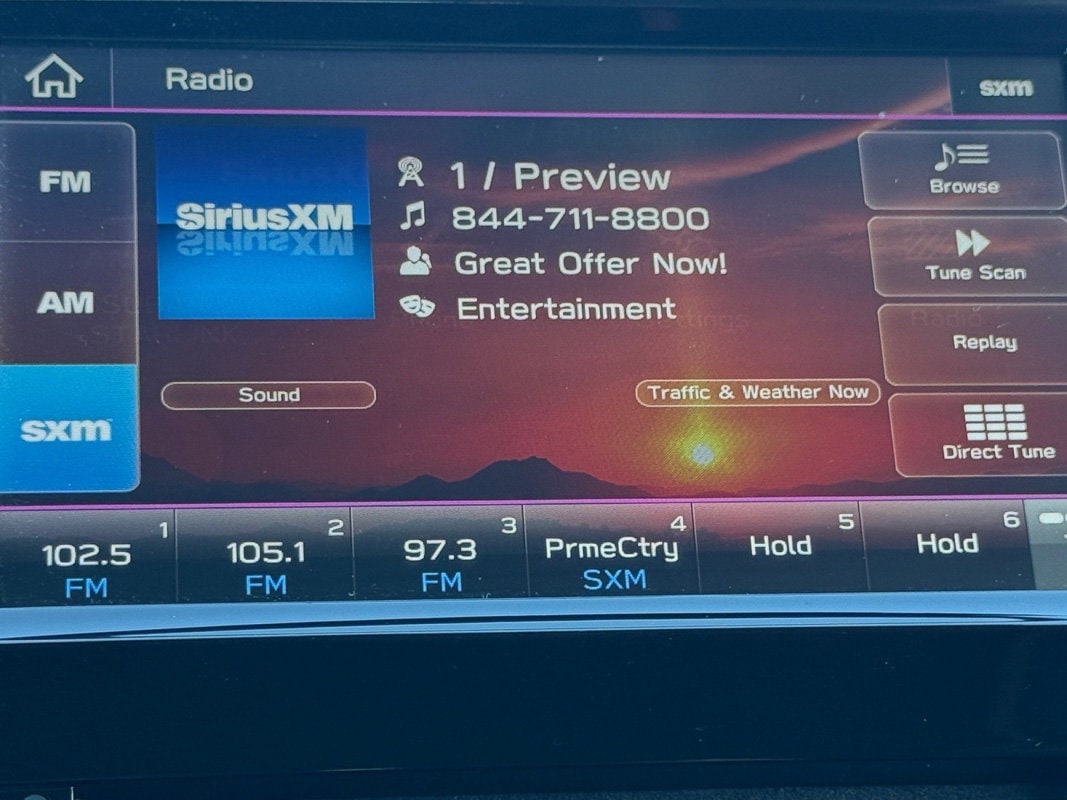 Radio
sxm
FM
AM
sxm
SiriusXM
1 / Preview
844-711-8800
Great Offer Now!
Entertainment
Sound
Traffic & Weather Now
Browse
Tune Scan
Replay
Direct Tune
1
102.5
FM
2
105.1
FM
3
97.3
FM
4
PrmeCtry
SXM
5
Hold
6
Hold